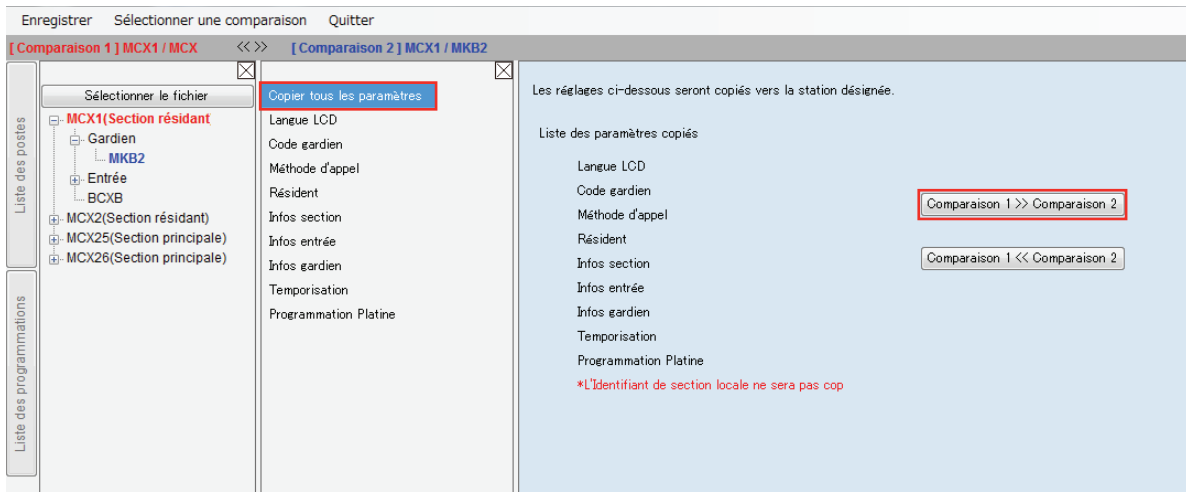 Enregistrer Sélectionner une comparaison Quitter
[ Comparaison 1 ] MCX1 / MCX << >> [ Comparaison 2 ] MCX1 / MKB2
Liste des postes
Liste des programmations
Sélectionner le fichier
MCX1(Section résidant
Gardien
MKB2
Entrée
BCXB
MCX2(Section résidant)
MCX25(Section principale)
MCX26(Section principale)
Copier tous les paramètres
Langue LCD
Code gardien
Méthode d'appel
Résident
Infos section
Infos entrée
Infos gardien
Temporisation
Programmation Platine
Les réglages ci-dessous seront copiés vers la station désignée.
Liste des paramètres copiés
Langue LCD
Code gardien
Méthode d'appel
Résident
Infos section
Infos entrée
Infos gardien
Temporisation
Programmation Platine
*L'Identifiant de section locale ne sera pas cop
Comparaison 1 >> Comparaison 2
Comparaison 1 << Comparaison 2